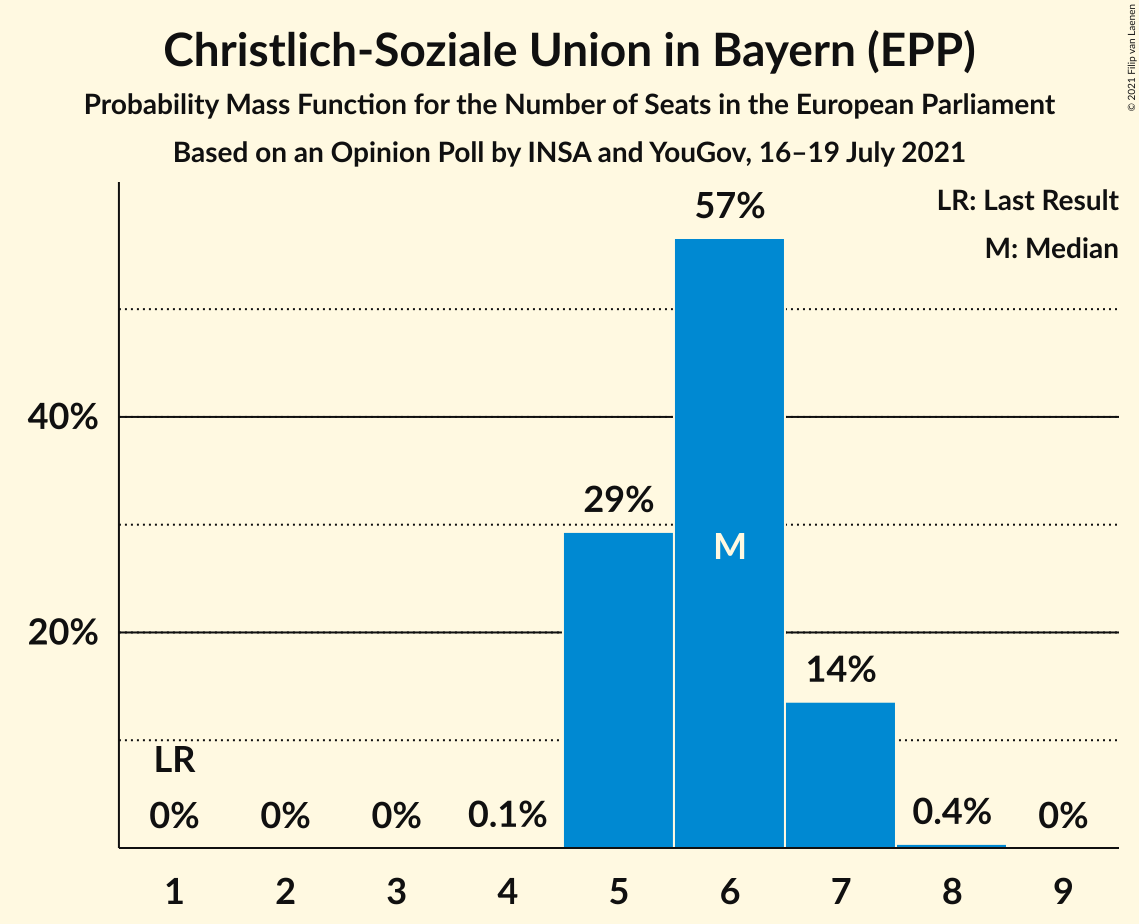 Christlich-Soziale Union in Bayern (EPP)
Probability Mass Function for the Number of Seats in the European Parliament
Based on an Opinion Poll by INSA and YouGov, 16–19 July 2021
© 2021 Filip van Laenen
LR: Last Result
M: Median
57%
40%
29%
M
20%
14%
LR
0% 0% 0% 0.1% 0.4% 0%
1 2 3 4 5 6 7 8 9